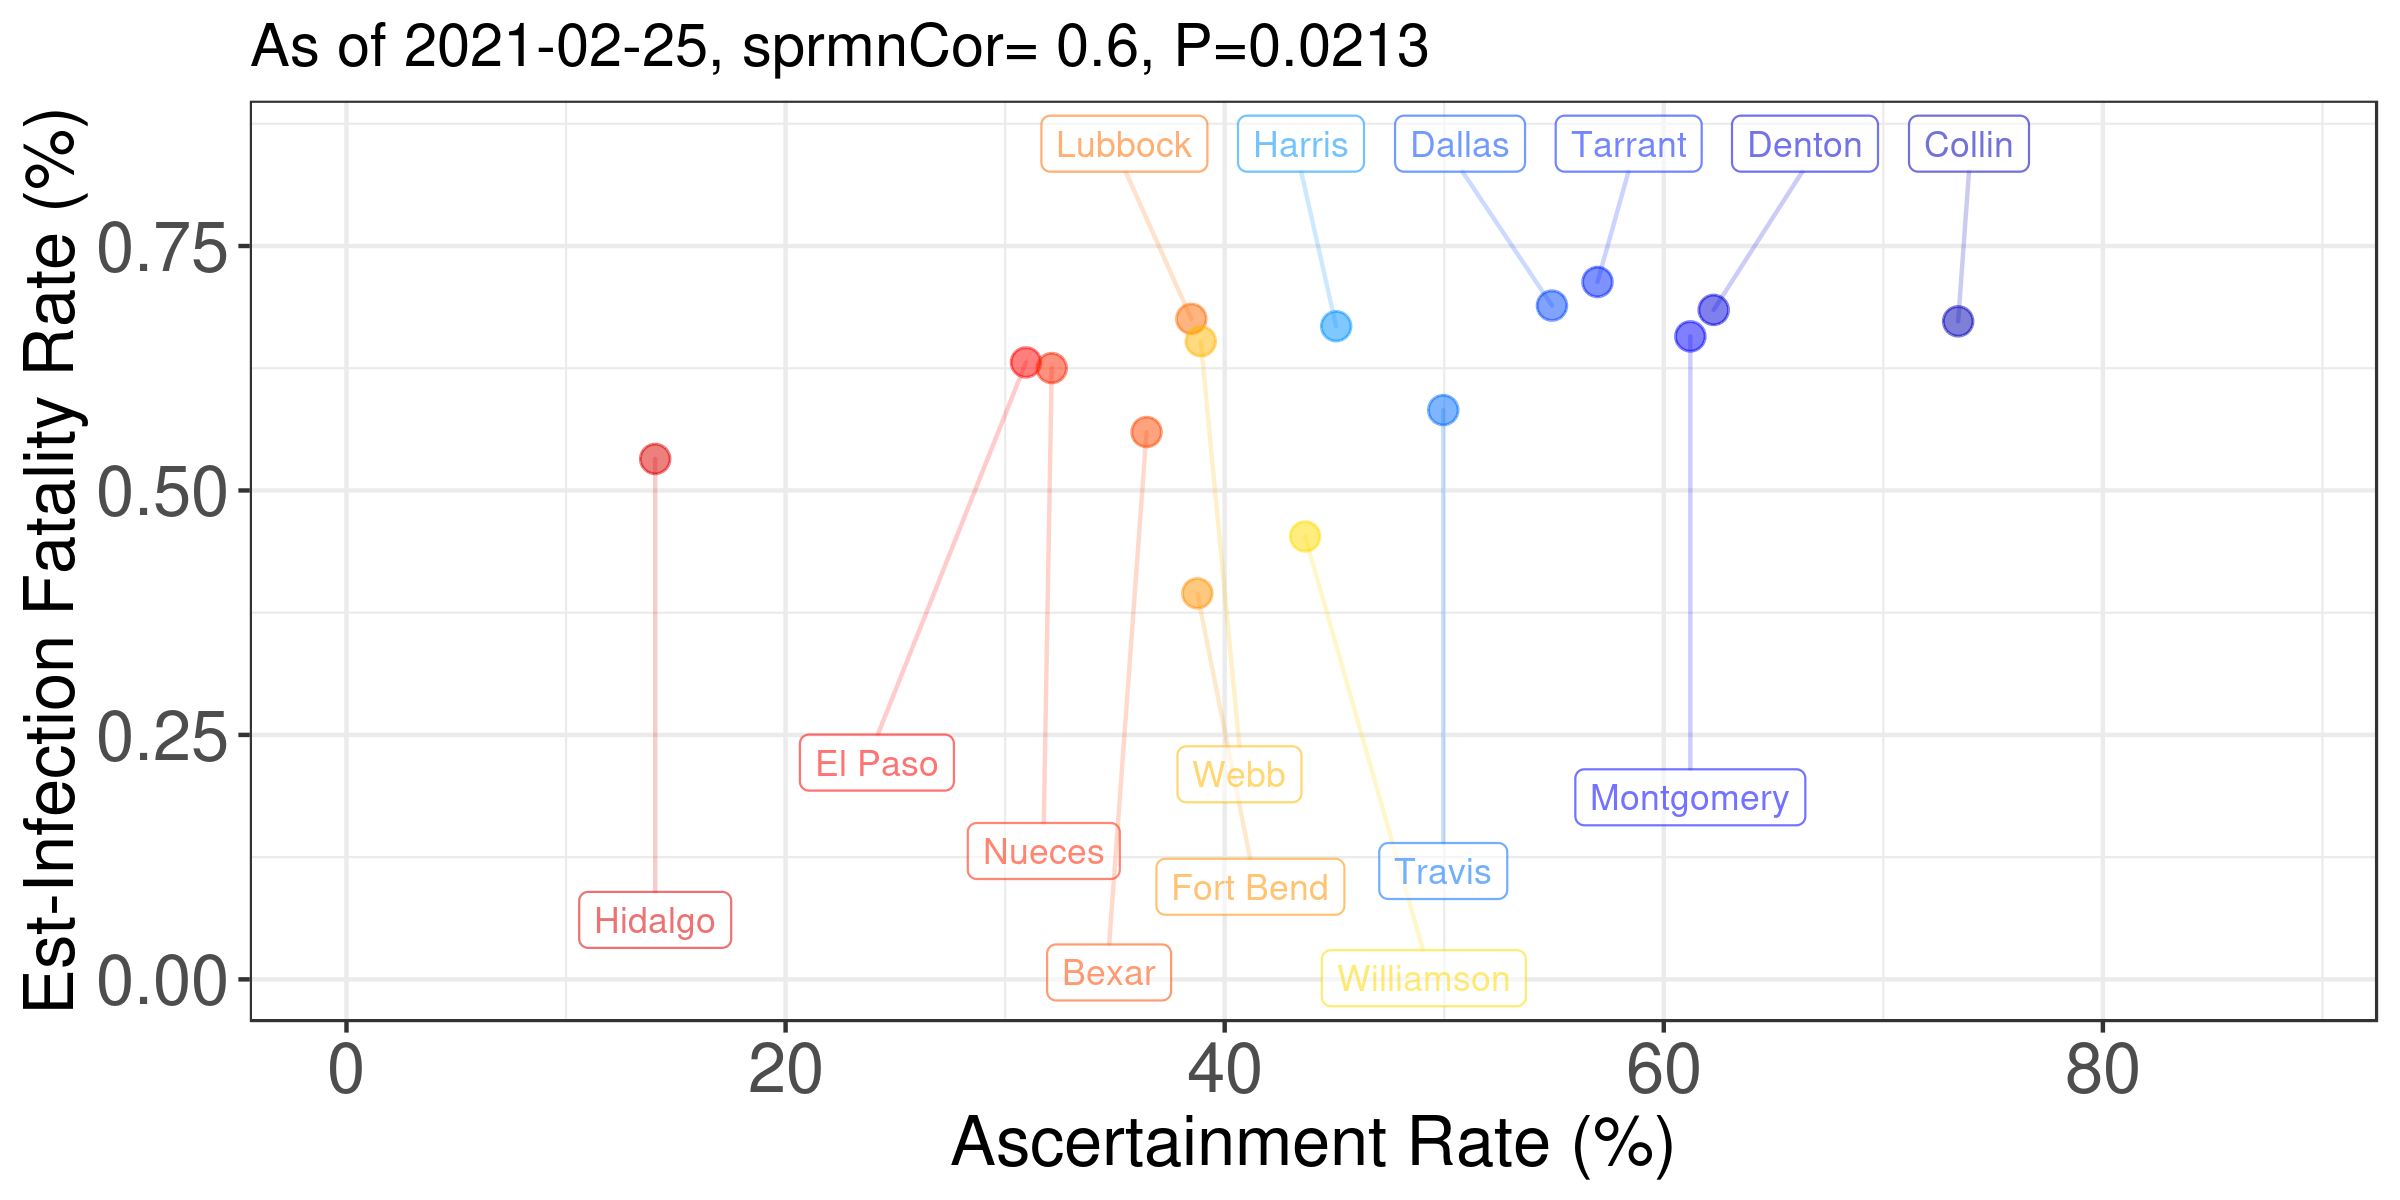 As of 2021-02-25, sprmnCor= 0.6, P=0.0213
Est-Infection Fatality Rate (%)
0.75
0.50
0.25
0.00
Lubbock
Harris
Dallas
Tarrant
Denton
Collin
El Paso
Webb
Montgomery
Nueces
Travis
Fort Bend
Hidalgo
Bexar
Williamson
0 20 40 60 80
Ascertainment Rate (%)